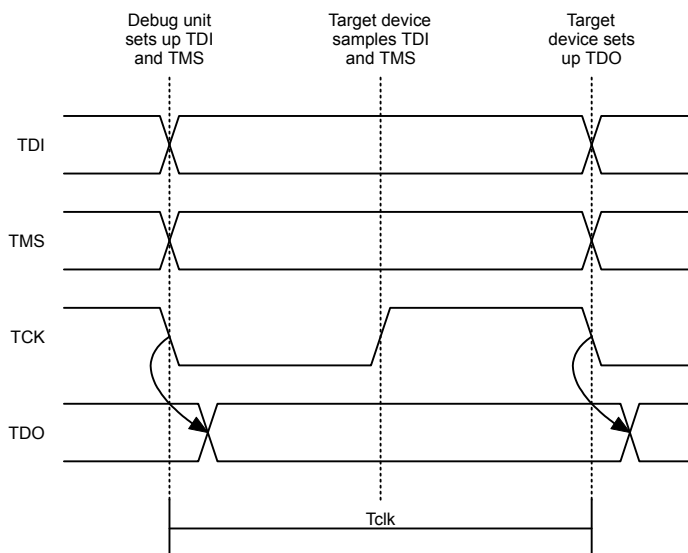 Debug unit
sets up TDI
and TMS
Target device
samples TDI
and TMS
Target
device sets
up TDO
TDI
TMS
TCK
TDO
Tclk